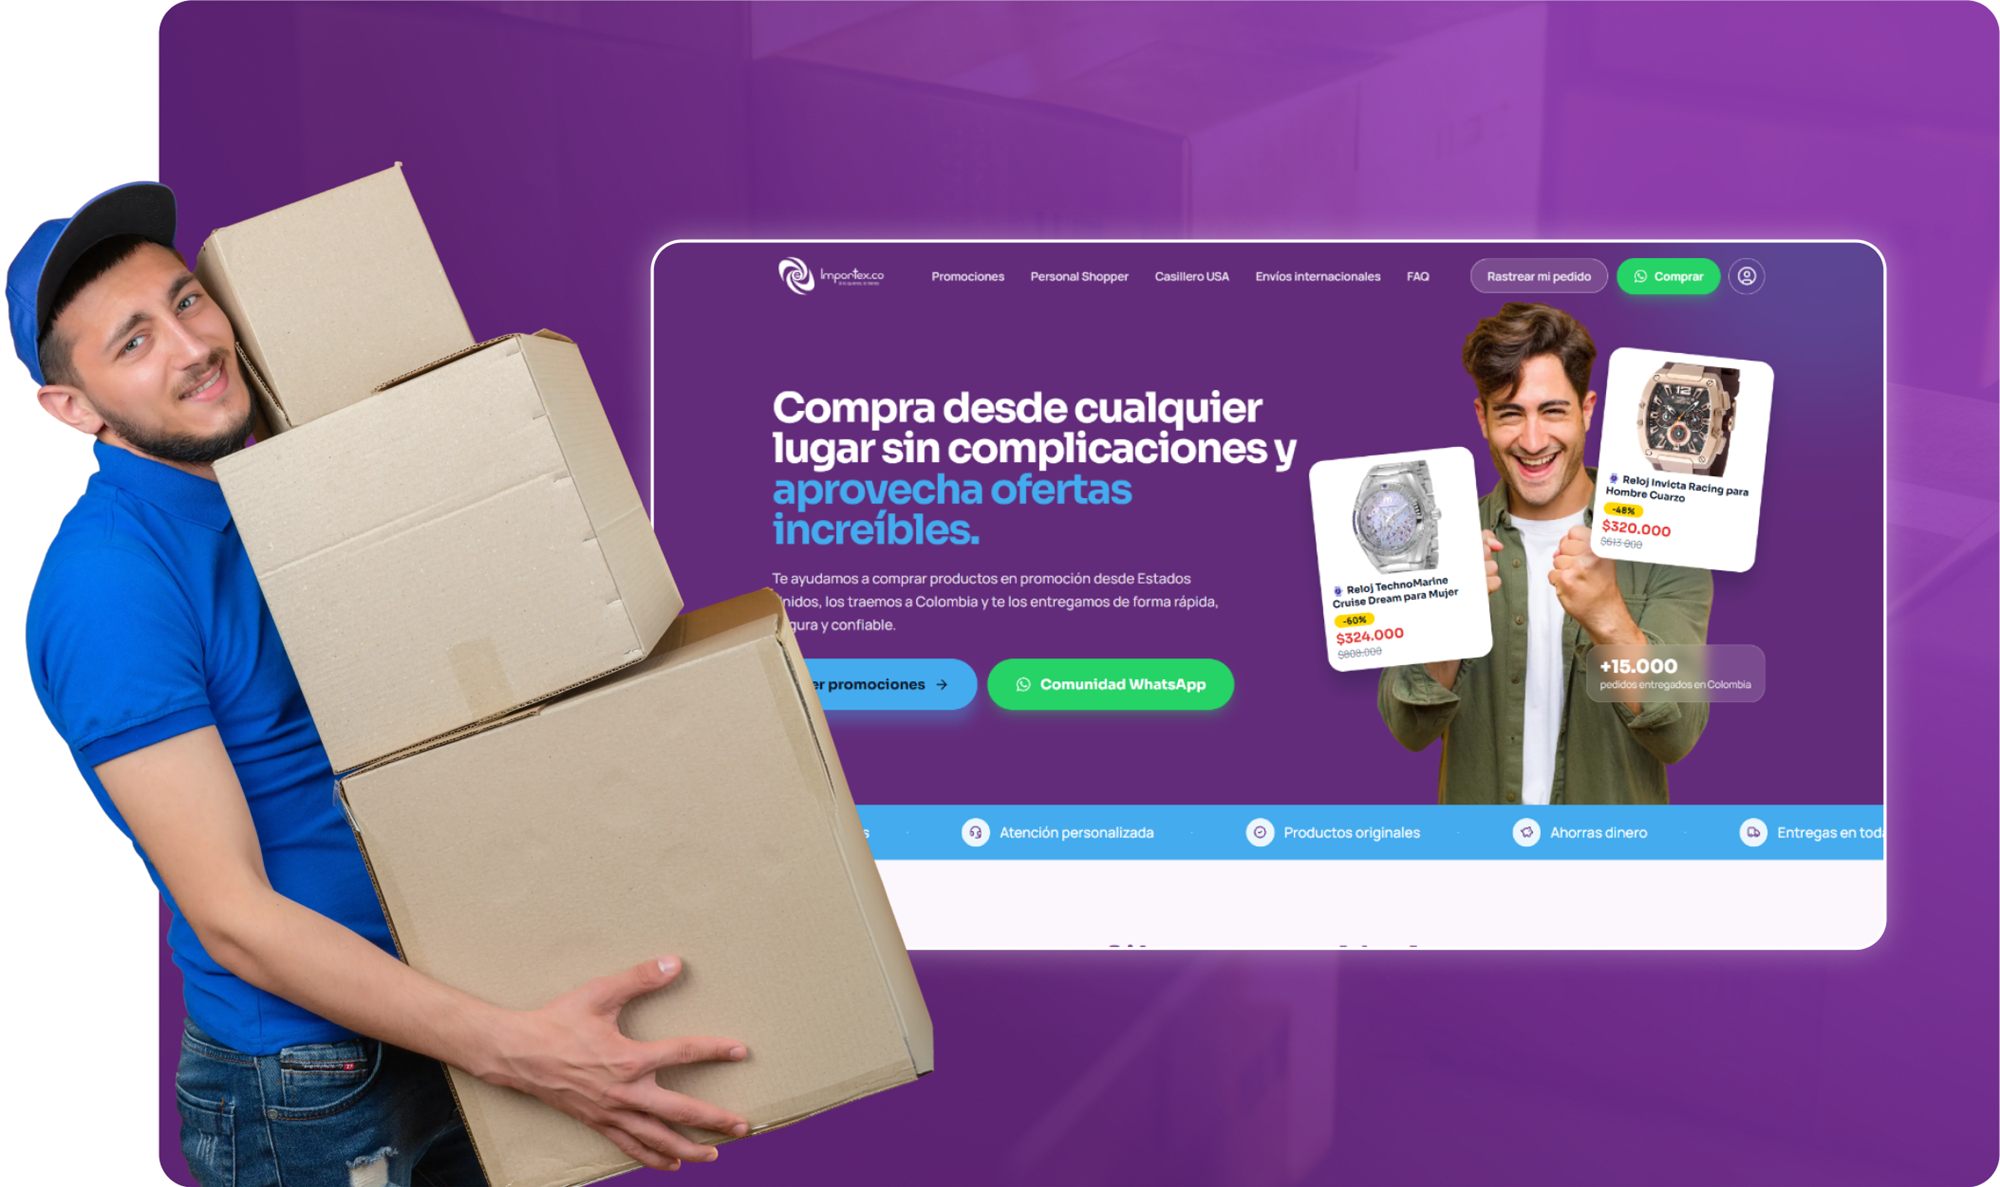 Importex.co
Promociones
Personal Shopper
Casillero USA
Envíos internacionales
FAQ
Rastrear mi pedido
Comprar
Compra desde cualquier
lugar sin complicaciones y
aprovecha ofertas
increíbles.
Te ayudamos a comprar productos en promoción desde Estados
nidos, los traemos a Colombia y te los entregamos de forma rápida,
gura y confiable.
er promociones →
Comunidad WhatsApp
Reloj TechnoMarine
Cruise Dream para Mujer
-60%
$324.000
$808.000
Reloj Invicta Racing para
Hombre Cuarzo
-48%
$320.000
$613.000
+15.000
pedidos entregados en Colombia
s
Atención personalizada
Productos originales
Ahorras dinero
Entregas en toda